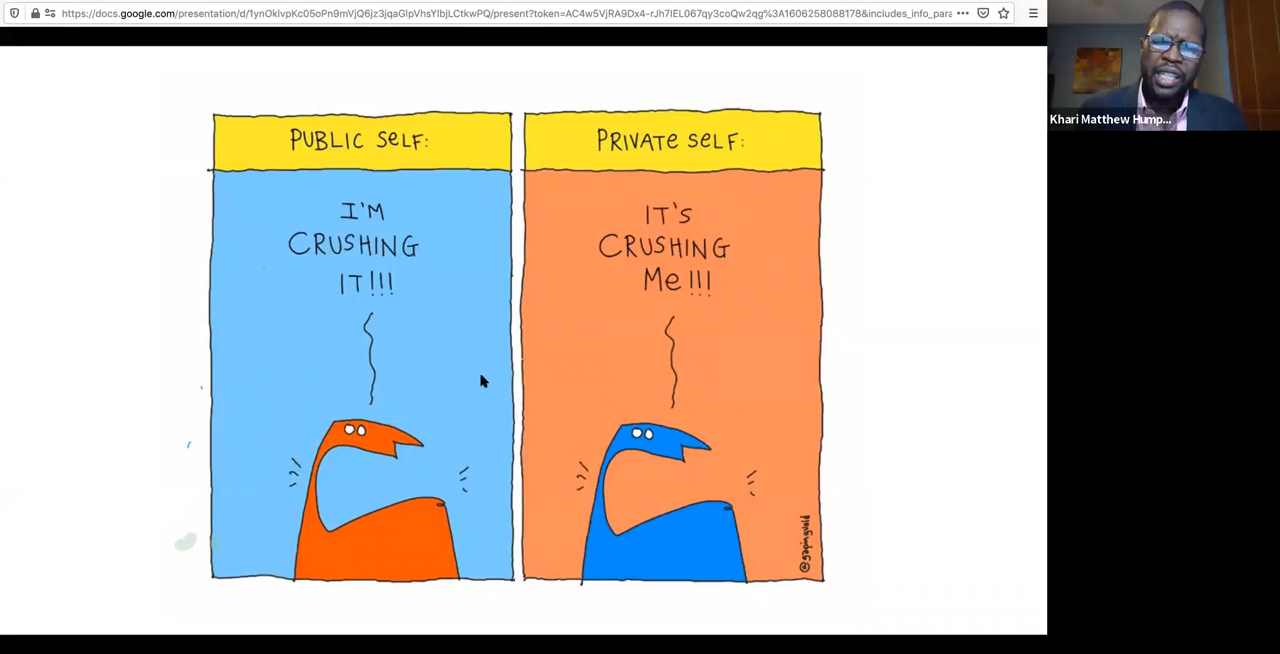 https://docs.google.com/presentation/d/1ynOklvpKc05oPn9mVjQ6jz3jqaGlpVhsYlbjLCtkwPQ/present?token=AC4w5VjRA9Dx4-rJh7IEL067qy3coQw2qg%3A1606258088178&includes_info_para
Khari Matthew Hump...
PUBLIC SELF:
I'M
CRUSHING
IT!!!
PRIVATE SELF:
IT'S
CRUSHING
Me!!!
@gapingvoid